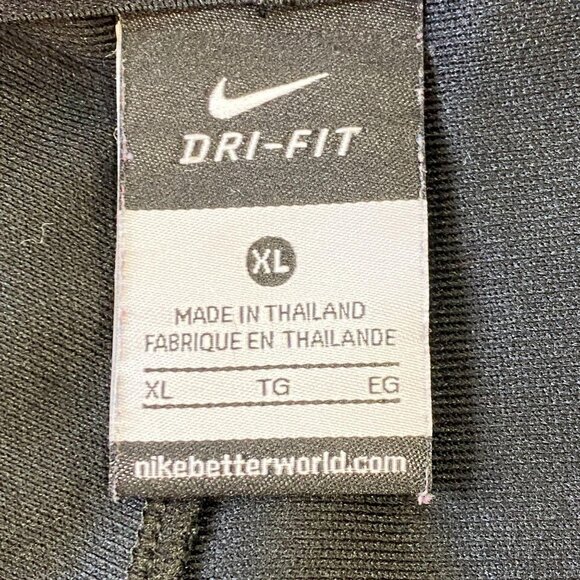 DRI-FIT
XL
MADE IN THAILAND
FABRIQUE EN THAILANDE
XL TG EG
nikebetterworld.com